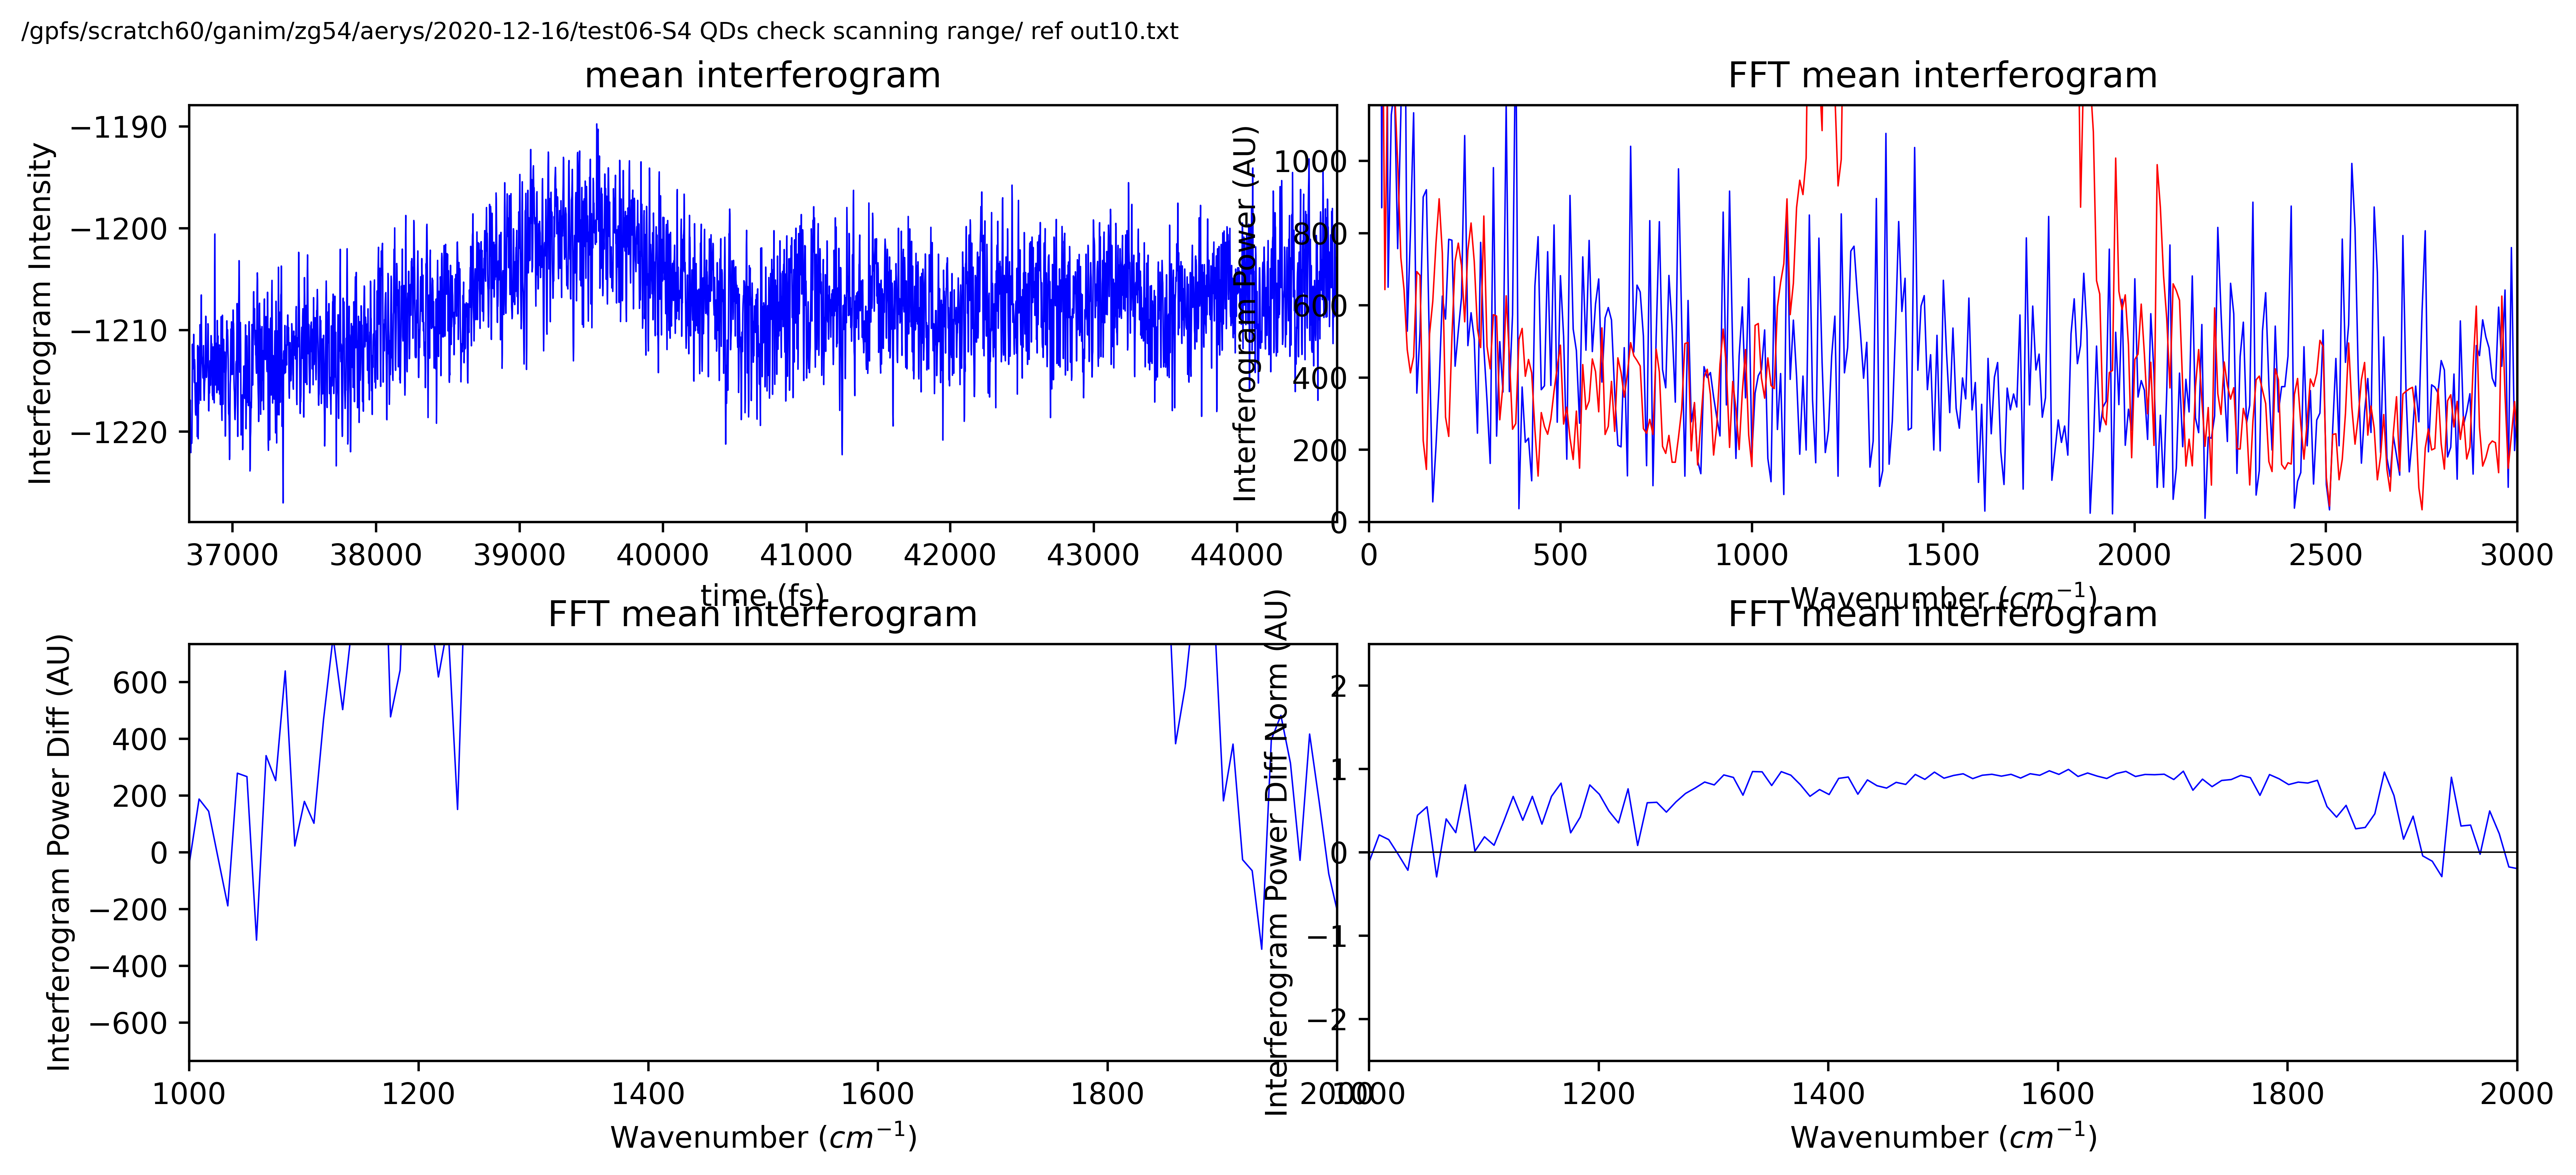 /gpfs/scratch60/ganim/zg54/aerys/2020-12-16/test06-S4 QDs check scanning range/ ref out10.txt
mean interferogram
Interferogram Intensity
−1190
−1200
−1210
−1220
37000 38000 39000 40000 41000 42000 43000 44000
time (fs)
FFT mean interferogram
Interferogram Power (AU)
1000
800
600
400
200
0
0 500 1000 1500 2000 2500 3000
Wavenumber (cm⁻¹)
FFT mean interferogram
Interferogram Power Diff (AU)
600
400
200
0
−200
−400
−600
1000 1200 1400 1600 1800 2000
Wavenumber (cm⁻¹)
FFT mean interferogram
Interferogram Power Diff Norm (AU)
2
1
0
−1
−2
1000 1200 1400 1600 1800 2000
Wavenumber (cm⁻¹)